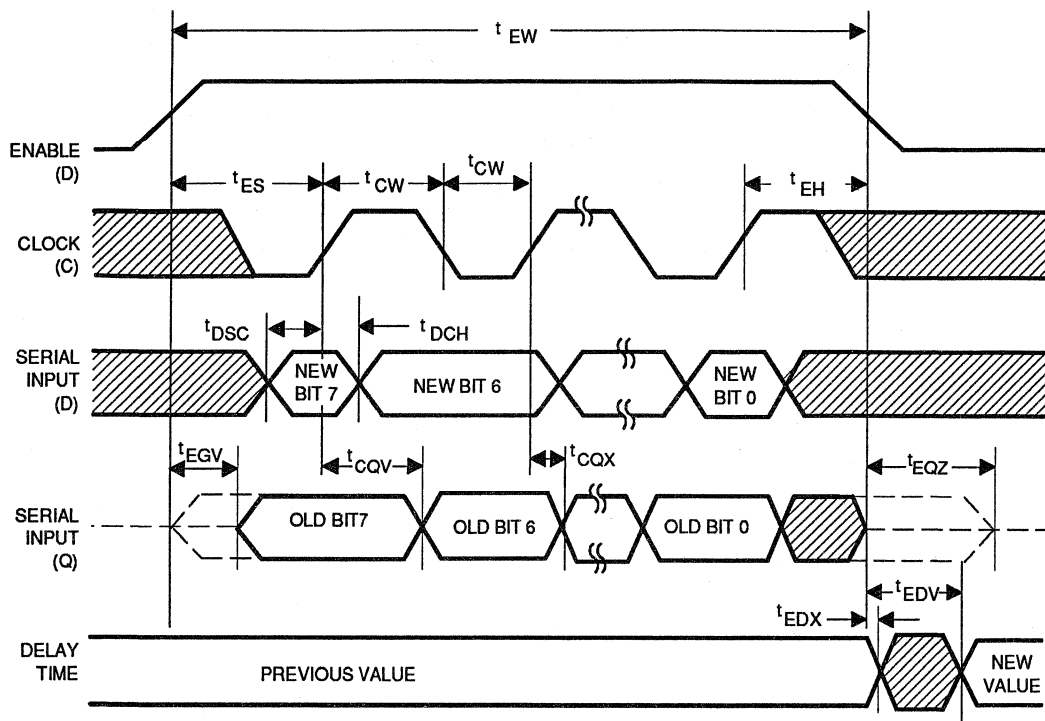 t EW
ENABLE
(D)
t ES
t CW
t CW
t EH
CLOCK
(C)
t DSC
t DCH
SERIAL
INPUT
(D)
NEW
BIT 7
NEW BIT 6
NEW
BIT 0
t EGV
t CQV
t CQX
t EQZ
SERIAL
INPUT
(Q)
OLD BIT7
OLD BIT 6
OLD BIT 0
t EDV
t EDX
DELAY
TIME
PREVIOUS VALUE
NEW
VALUE